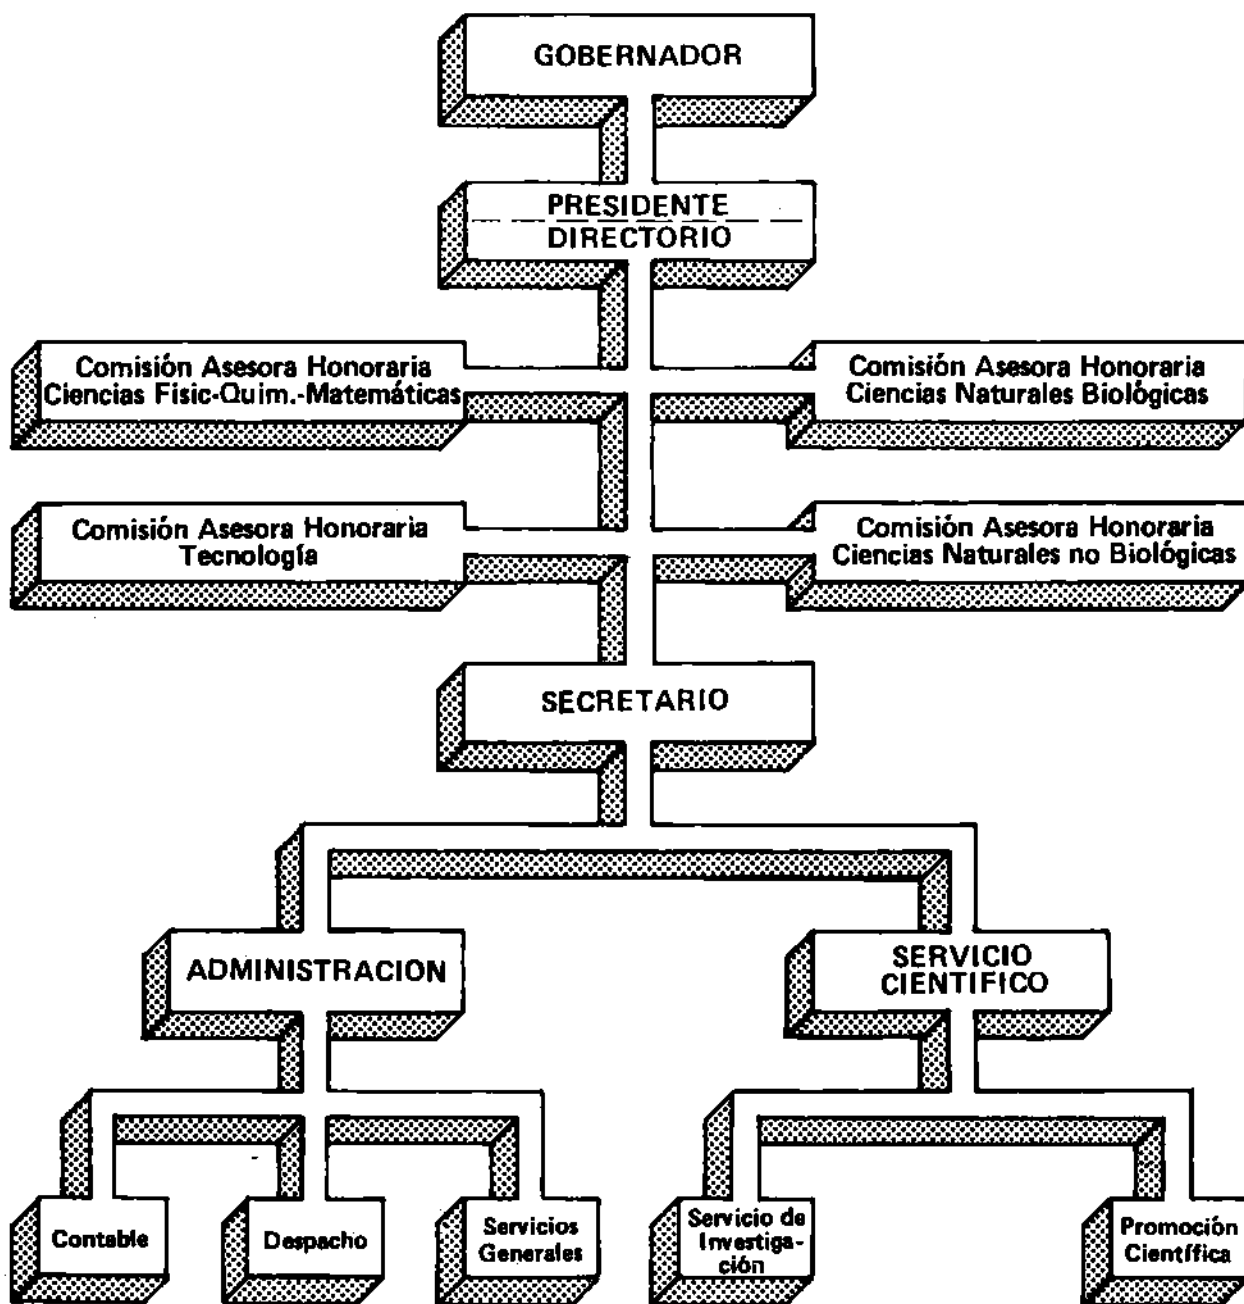 GOBERNADOR
PRESIDENTE
DIRECTORIO
Comisión Asesora Honoraria
Ciencias Fisic-Quim.-Matemáticas
Comisión Asesora Honoraria
Ciencias Naturales Biológicas
Comisión Asesora Honoraria
Tecnología
Comisión Asesora Honoraria
Ciencias Naturales no Biológicas
SECRETARIO
ADMINISTRACION
SERVICIO
CIENTIFICO
Contable
Despacho
Servicios
Generales
Servicio de
Investiga-
ción
Promoción
Científica